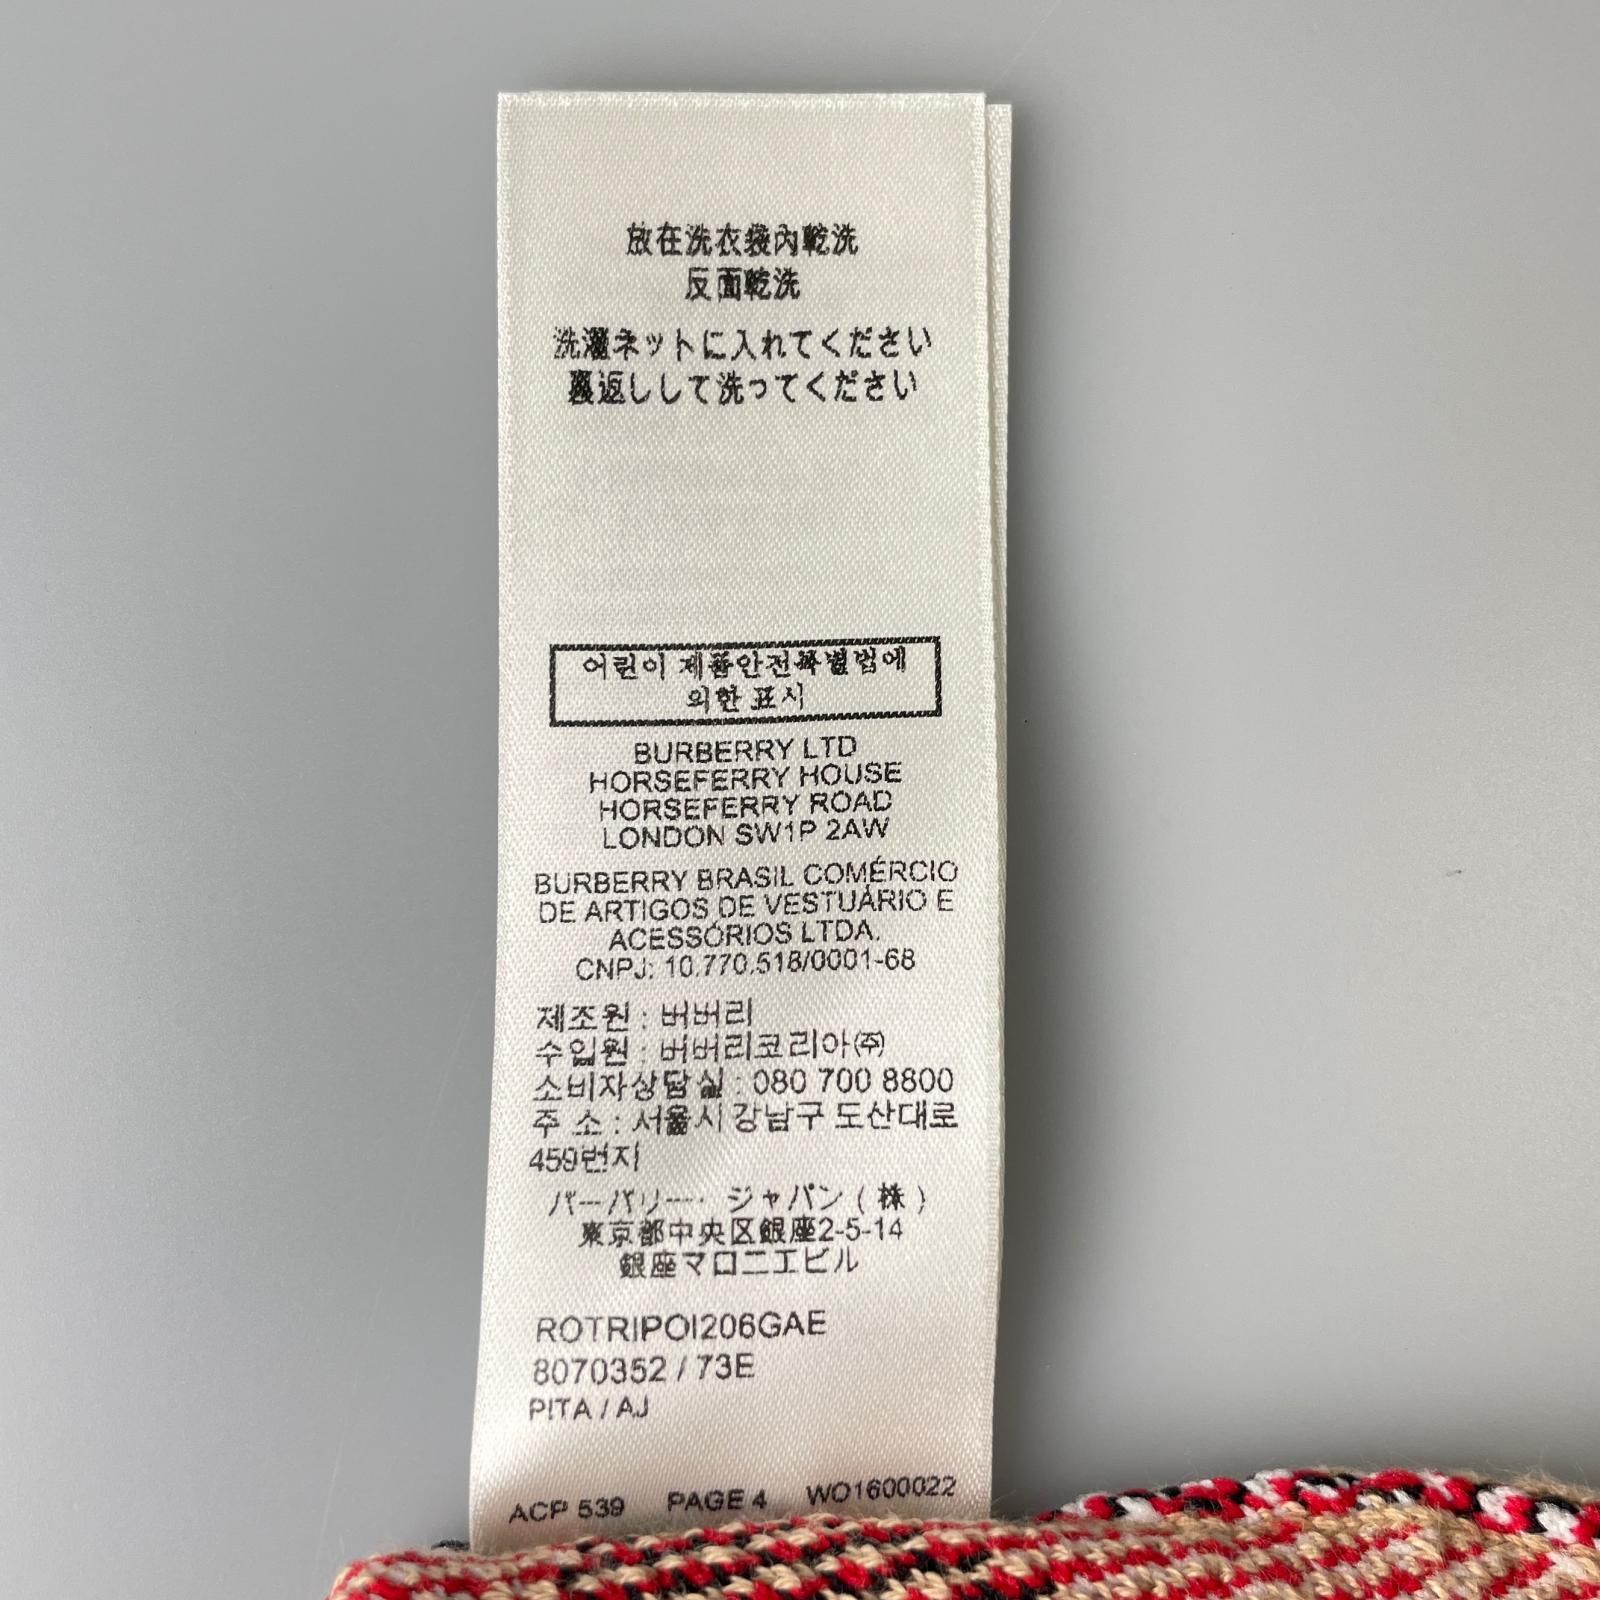 放在洗衣袋內乾洗
反面乾洗
洗濯ネットに入れてください
裏返しして洗ってください
어린이 제품안전특별법에
의한 표시
BURBERRY LTD
HORSEFERRY HOUSE
HORSEFERRY ROAD
LONDON SW1P 2AW
BURBERRY BRASIL COMÉRCIO
DE ARTIGOS DE VESTUÁRIO E
ACESSÓRIOS LTDA.
CNPJ: 10.770.518/0001-68
제조원 : 버버리
수입원 : 버버리코리아㈜
소비자상담실 : 080 700 8800
주 소 : 서울시 강남구 도산대로
459번지
バーバリー・ ジャパン ( 株 )
東京都中央区銀座2-5-14
銀座マロニエビル
ROTRIPOI206GAE
8070352 / 73E
PITA / AJ
ACP 539 PAGE 4 WO1600022